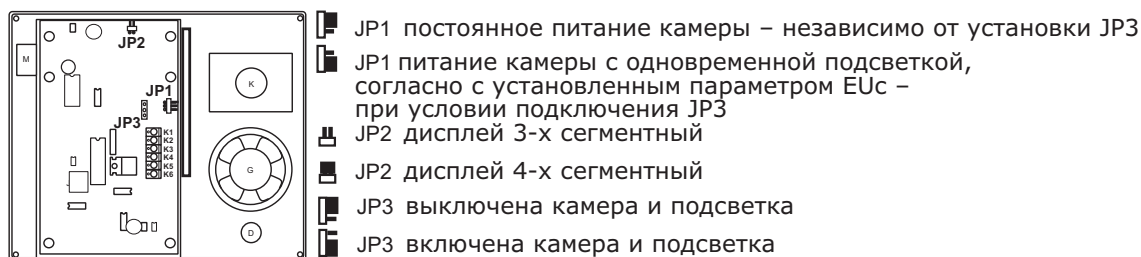 JP2
M
JP1
K
JP3
K1
K2
K3
K4
K5
K6
G
D
JP1 постоянное питание камеры – независимо от установки JP3
JP1 питание камеры с одновременной подсветкой,
согласно с установленным параметром EUc –
при условии подключения JP3
JP2 дисплей 3-х сегментный
JP2 дисплей 4-х сегментный
JP3 выключена камера и подсветка
JP3 включена камера и подсветка